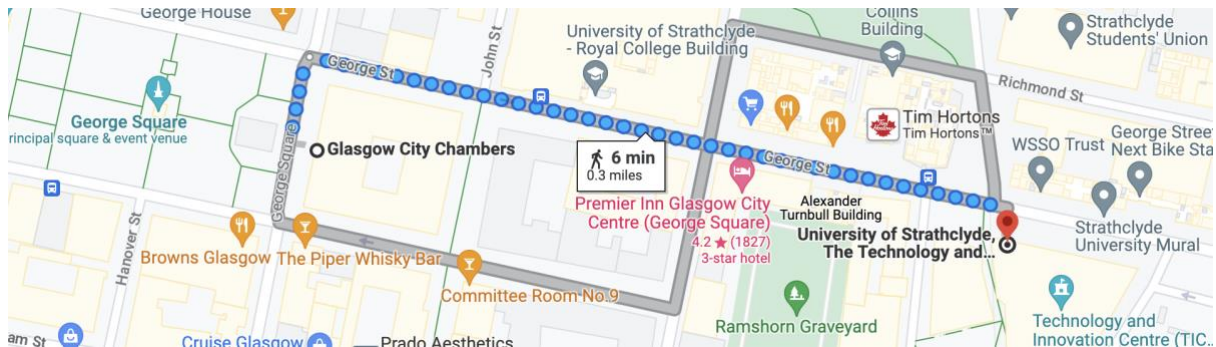 George House
George St
John St
University of Strathclyde
- Royal College Building
Collins
Building
Strathclyde
Students' Union
Richmond St
George Square
rincipal square & event venue
George Square
Glasgow City Chambers
6 min
0.3 miles
Tim Hortons
Tim Hortons™
WSSO Trust
George Street
Next Bike Sta
George St
Premier Inn Glasgow City
Centre (George Square)
4.2 ★ (1827)
3-star hotel
Alexander
Turnbull Building
University of Strathclyde,
The Technology and...
Strathclyde
University Mural
Hanover St
Browns Glasgow
The Piper Whisky Bar
Committee Room No.9
Ramshorn Graveyard
Technology and
Innovation Centre (TIC...
am St
Cruise Glasgow
Prado Aesthetics